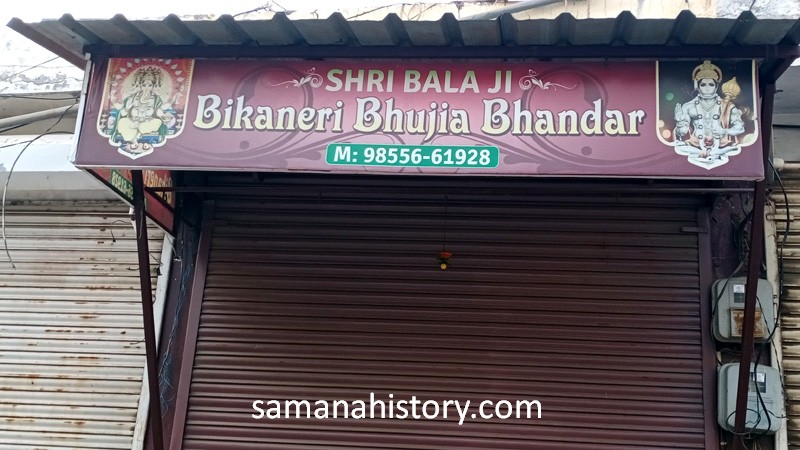 SHRI BALA JI
Bikaneri Bhujia Bhandar
M: 98556-61928
samanahistory.com